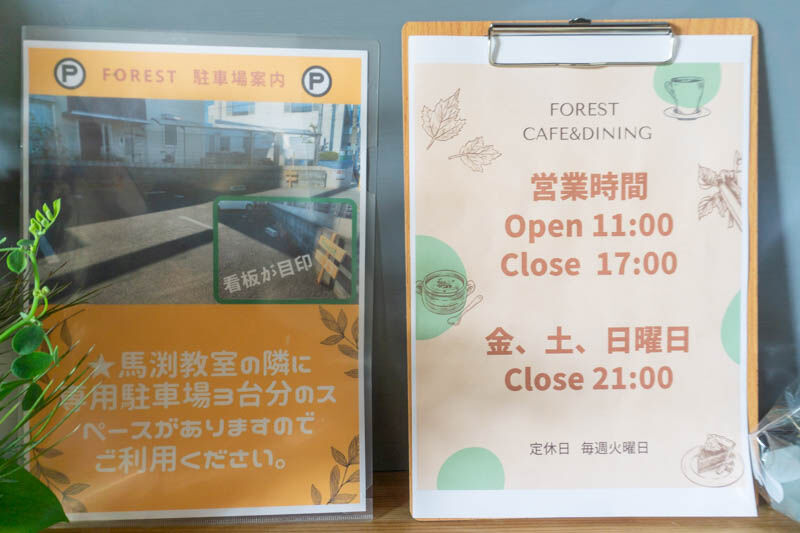 P FOREST 駐車場案内 P
看板が目印
★馬渕教室の隣に
専用駐車場3台分のス
ペースがありますので
ご利用ください。
FOREST
CAFE&DINING
営業時間
Open 11:00
Close 17:00
金、土、日曜日
Close 21:00
定休日 毎週火曜日